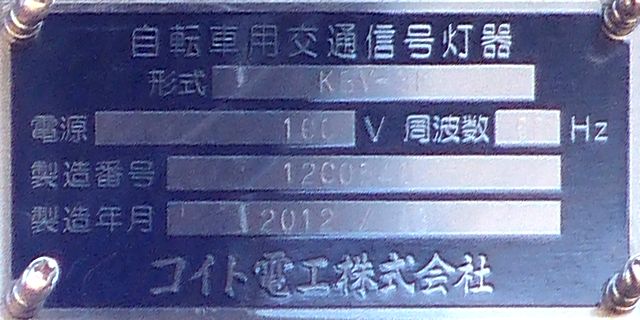 自転車用交通信号灯器
形式
電源 100 V 周波数 Hz
製造番号
製造年月 2012 /
コイト電工株式会社